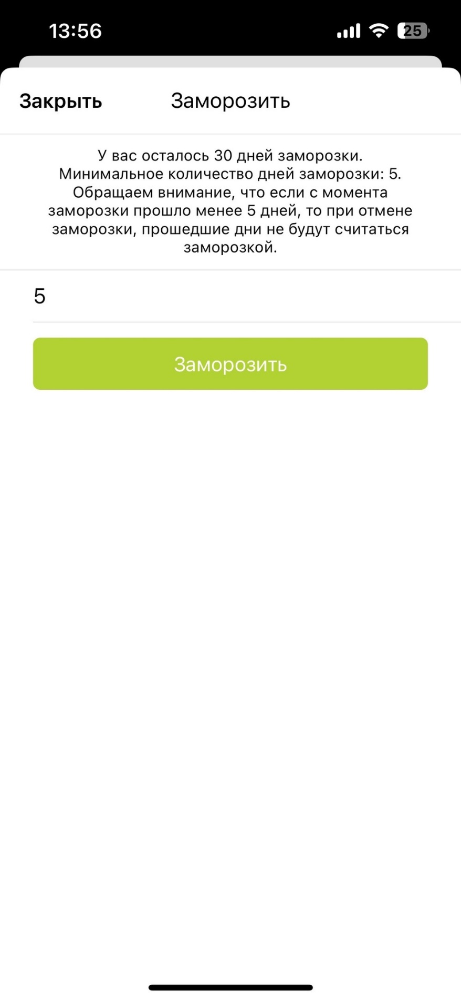 13:56
25
Закрыть
Заморозить
У вас осталось 30 дней заморозки.
Минимальное количество дней заморозки: 5.
Обращаем внимание, что если с момента
заморозки прошло менее 5 дней, то при отмене
заморозки, прошедшие дни не будут считаться
заморозкой.
5
Заморозить